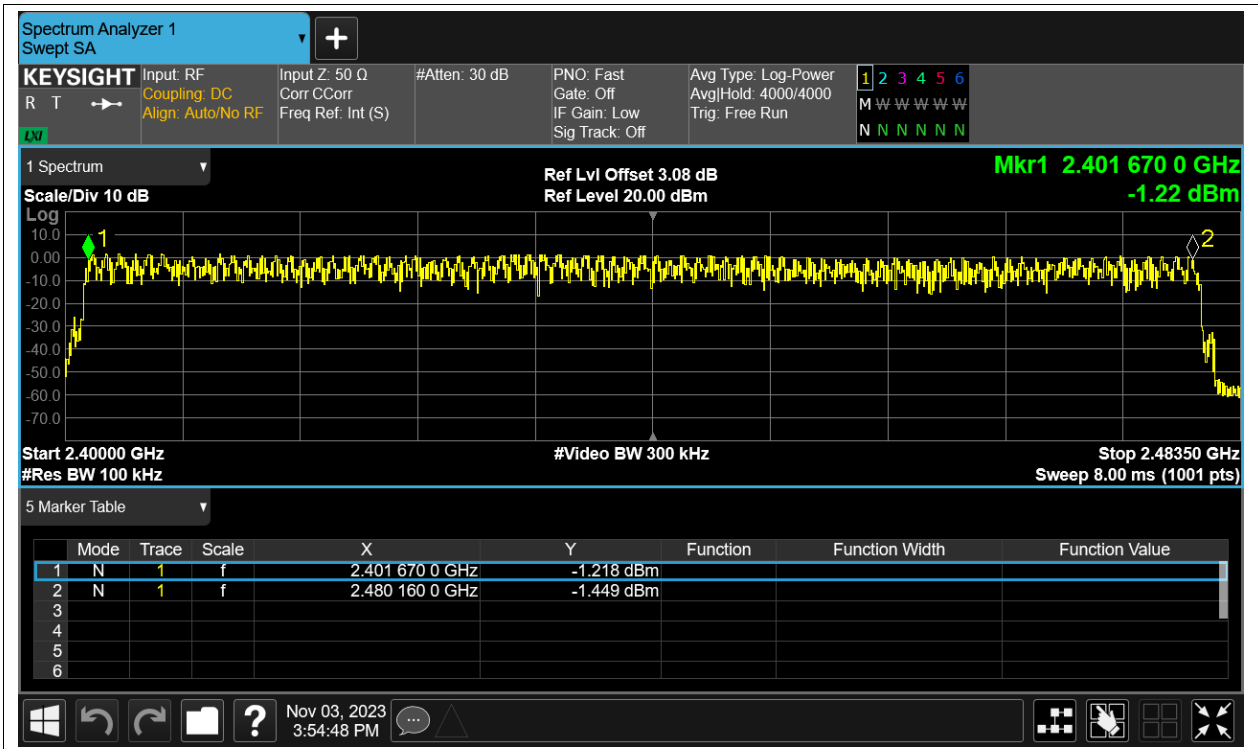 Spectrum Analyzer 1
Swept SA
KEYSIGHT
R T
LXI
Input: RF
Coupling: DC
Align: Auto/No RF
Input Z: 50 Ω
Corr CCorr
Freq Ref: Int (S)
#Atten: 30 dB
PNO: Fast
Gate: Off
IF Gain: Low
Sig Track: Off
Avg Type: Log-Power
Avg|Hold: 4000/4000
Trig: Free Run
1 2 3 4 5 6
M W W W W W
N N N N N N
1 Spectrum
Scale/Div 10 dB
Ref Lvl Offset 3.08 dB
Ref Level 20.00 dBm
Mkr1 2.401 670 0 GHz
-1.22 dBm
Log
10.0
0.00
-10.0
-20.0
-30.0
-40.0
-50.0
-60.0
-70.0
1
2
Start 2.40000 GHz
#Res BW 100 kHz
#Video BW 300 kHz
Stop 2.48350 GHz
Sweep 8.00 ms (1001 pts)
5 Marker Table
Mode Trace Scale X Y Function Function Width Function Value
1 N 1 f 2.401 670 0 GHz -1.218 dBm
2 N 1 f 2.480 160 0 GHz -1.449 dBm
3
4
5
6
?
Nov 03, 2023
3:54:48 PM